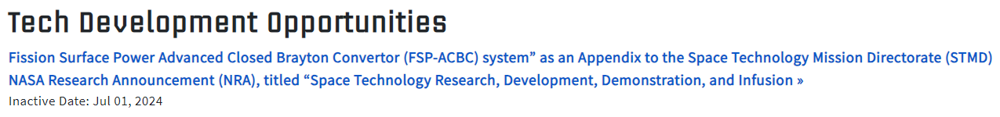 Tech Development Opportunities
Fission Surface Power Advanced Closed Brayton Convertor (FSP-ACBC) system” as an Appendix to the Space Technology Mission Directorate (STMD)
NASA Research Announcement (NRA), titled “Space Technology Research, Development, Demonstration, and Infusion »
Inactive Date: Jul 01, 2024